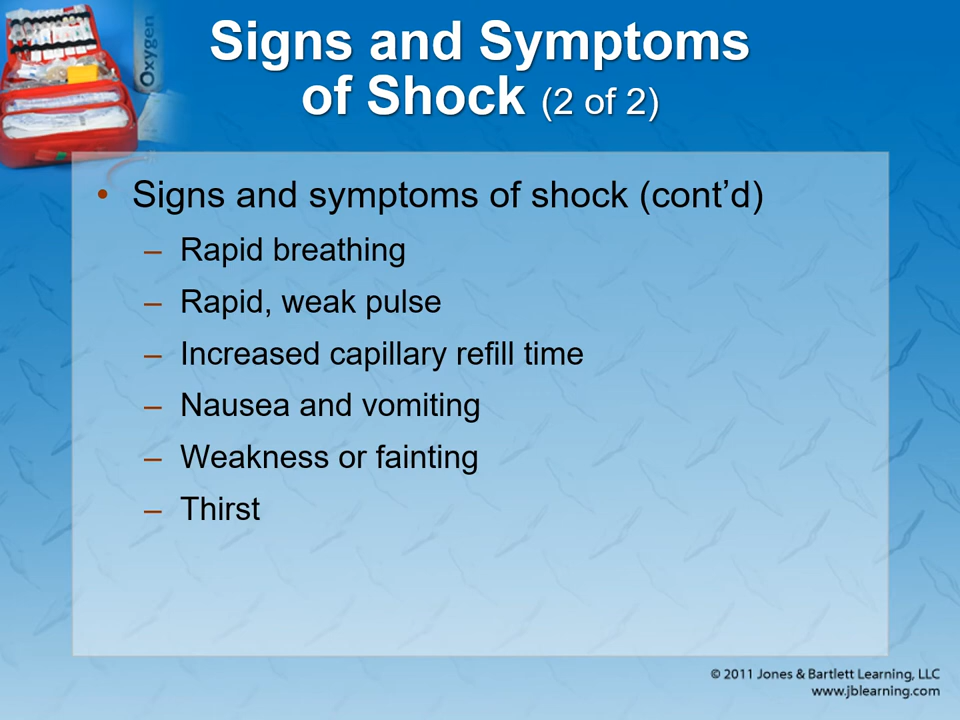 Oxygen
Signs and Symptoms
of Shock (2 of 2)
• Signs and symptoms of shock (cont’d)
– Rapid breathing
– Rapid, weak pulse
– Increased capillary refill time
– Nausea and vomiting
– Weakness or fainting
– Thirst
© 2011 Jones & Bartlett Learning, LLC
www.jblearning.com